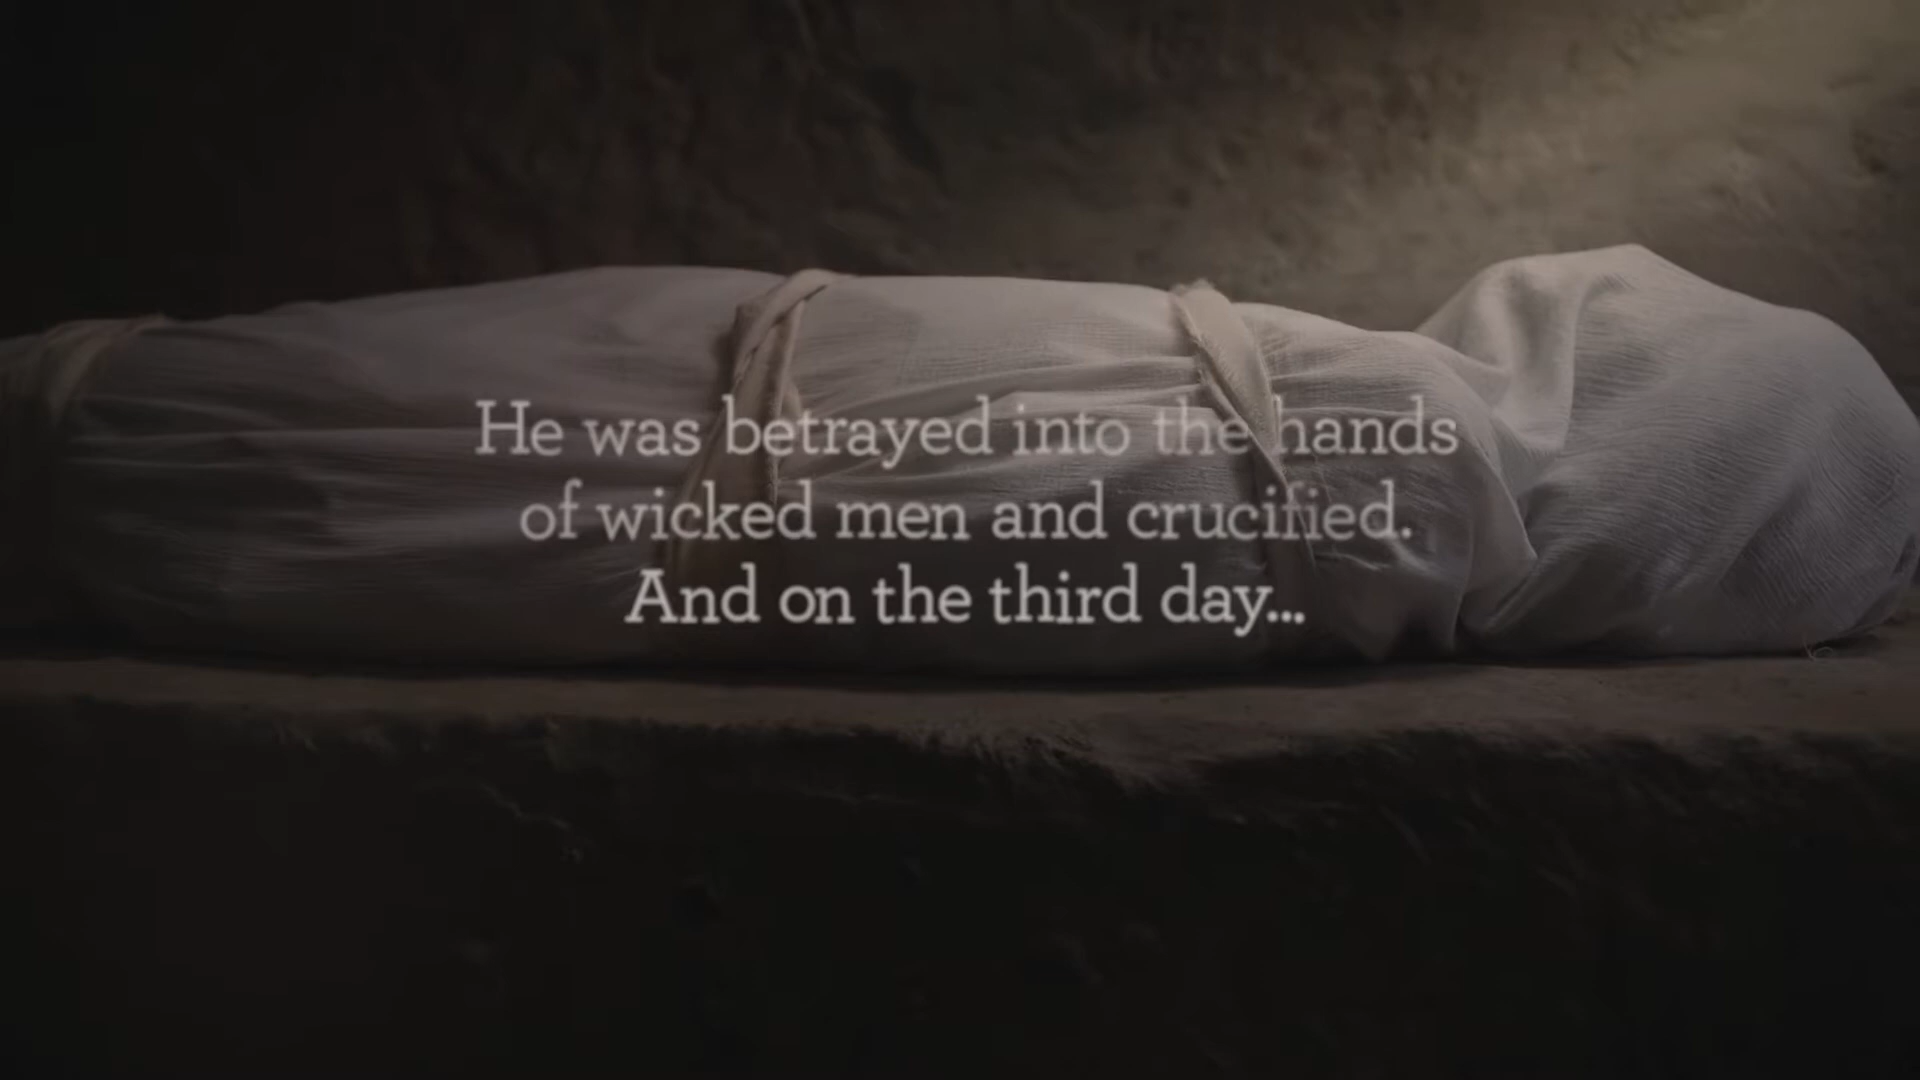 He was betrayed into the hands
of wicked men and crucified.
And on the third day...